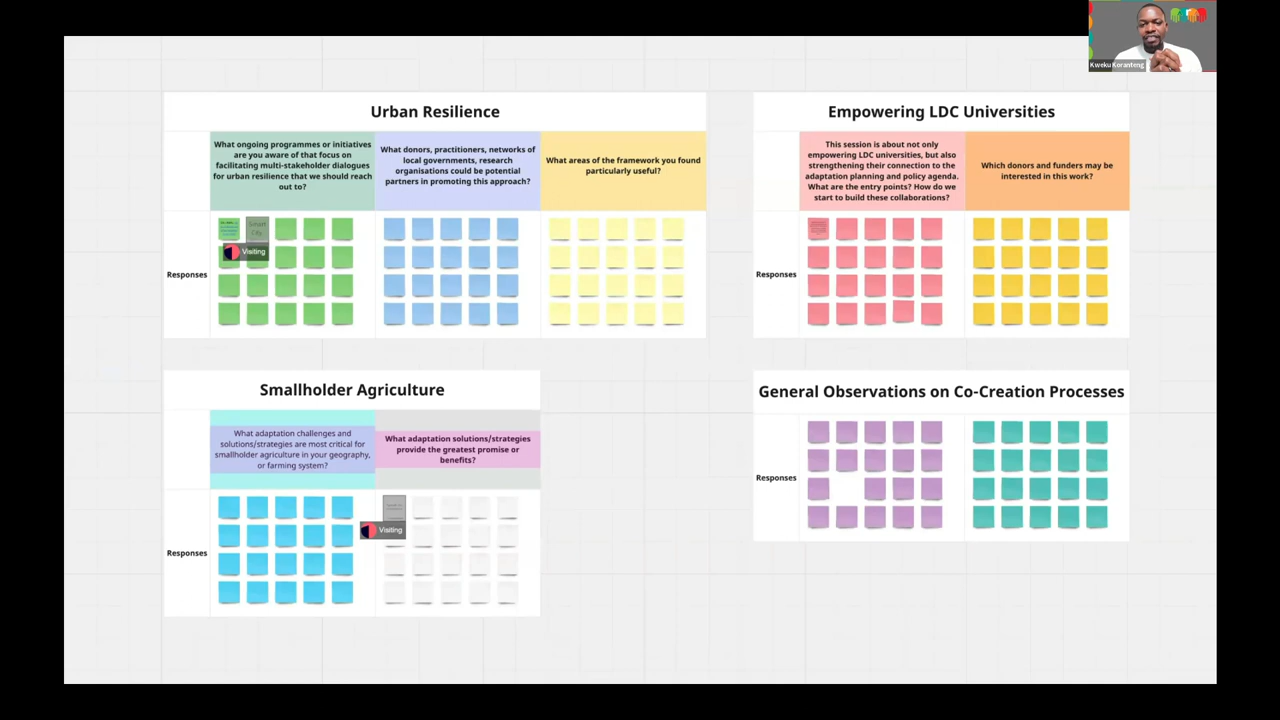 Kweku Koranteng
Urban Resilience
What ongoing programmes or initiatives
are you aware of that focus on
facilitating multi-stakeholder dialogues
for urban resilience that we should reach
out to?
What donors, practitioners, networks of
local governments, research
organisations could be potential
partners in promoting this approach?
What areas of the framework you found
particularly useful?
Responses
Smart
City
Visiting
Empowering LDC Universities
This session is about not only
empowering LDC universities, but also
strengthening their connection to the
adaptation planning and policy agenda.
What are the entry points? How do we
start to build these collaborations?
Which donors and funders may be
interested in this work?
Responses
Smallholder Agriculture
What adaptation challenges and
solutions/strategies are most critical for
smallholder agriculture in your geography,
or farming system?
What adaptation solutions/strategies
provide the greatest promise or
benefits?
Responses
Visiting
General Observations on Co-Creation Processes
Responses